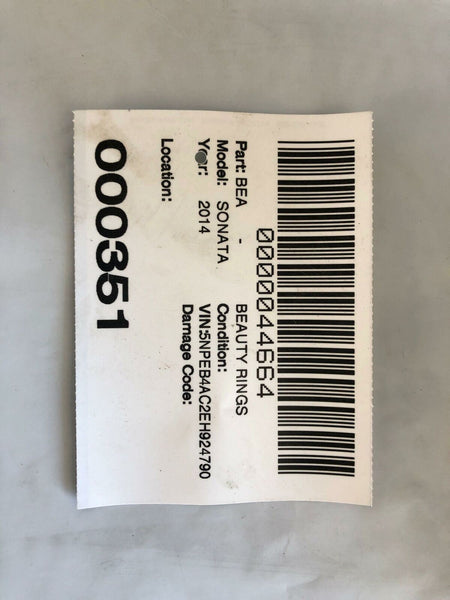 0000044664
Part: BEA - BEAUTY RINGS
Model: SONATA Condition:
Year: 2014 VIN:5NPEB4AC2EH924790
Damage Code:
Location:
000351